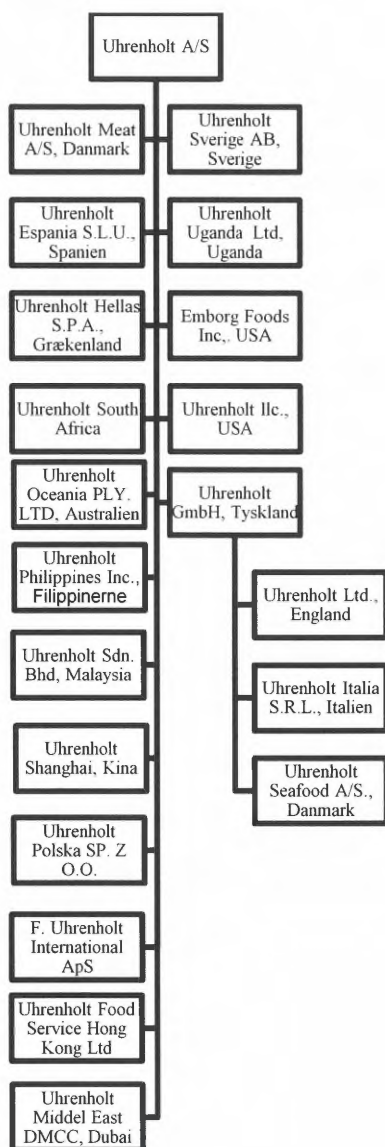 Uhrenholt A/S
Uhrenholt Meat
A/S, Danmark
Uhrenholt
Sverige AB,
Sverige
Uhrenholt
Espania S.L.U.,
Spanien
Uhrenholt
Uganda Ltd,
Uganda
Uhrenholt Hellas
S.P.A.,
Grækenland
Emborg Foods
Inc,. USA
Uhrenholt South
Africa
Uhrenholt llc.,
USA
Uhrenholt
Oceania PLY.
LTD, Australien
Uhrenholt
GmbH, Tyskland
Uhrenholt
Philippines Inc.,
Filippinerne
Uhrenholt Ltd.,
England
Uhrenholt Sdn.
Bhd, Malaysia
Uhrenholt Italia
S.R.L., Italien
Uhrenholt
Shanghai, Kina
Uhrenholt
Seafood A/S.,
Danmark
Uhrenholt
Polska SP. Z
O.O.
F. Uhrenholt
International
ApS
Uhrenholt Food
Service Hong
Kong Ltd
Uhrenholt
Middel East
DMCC, Dubai